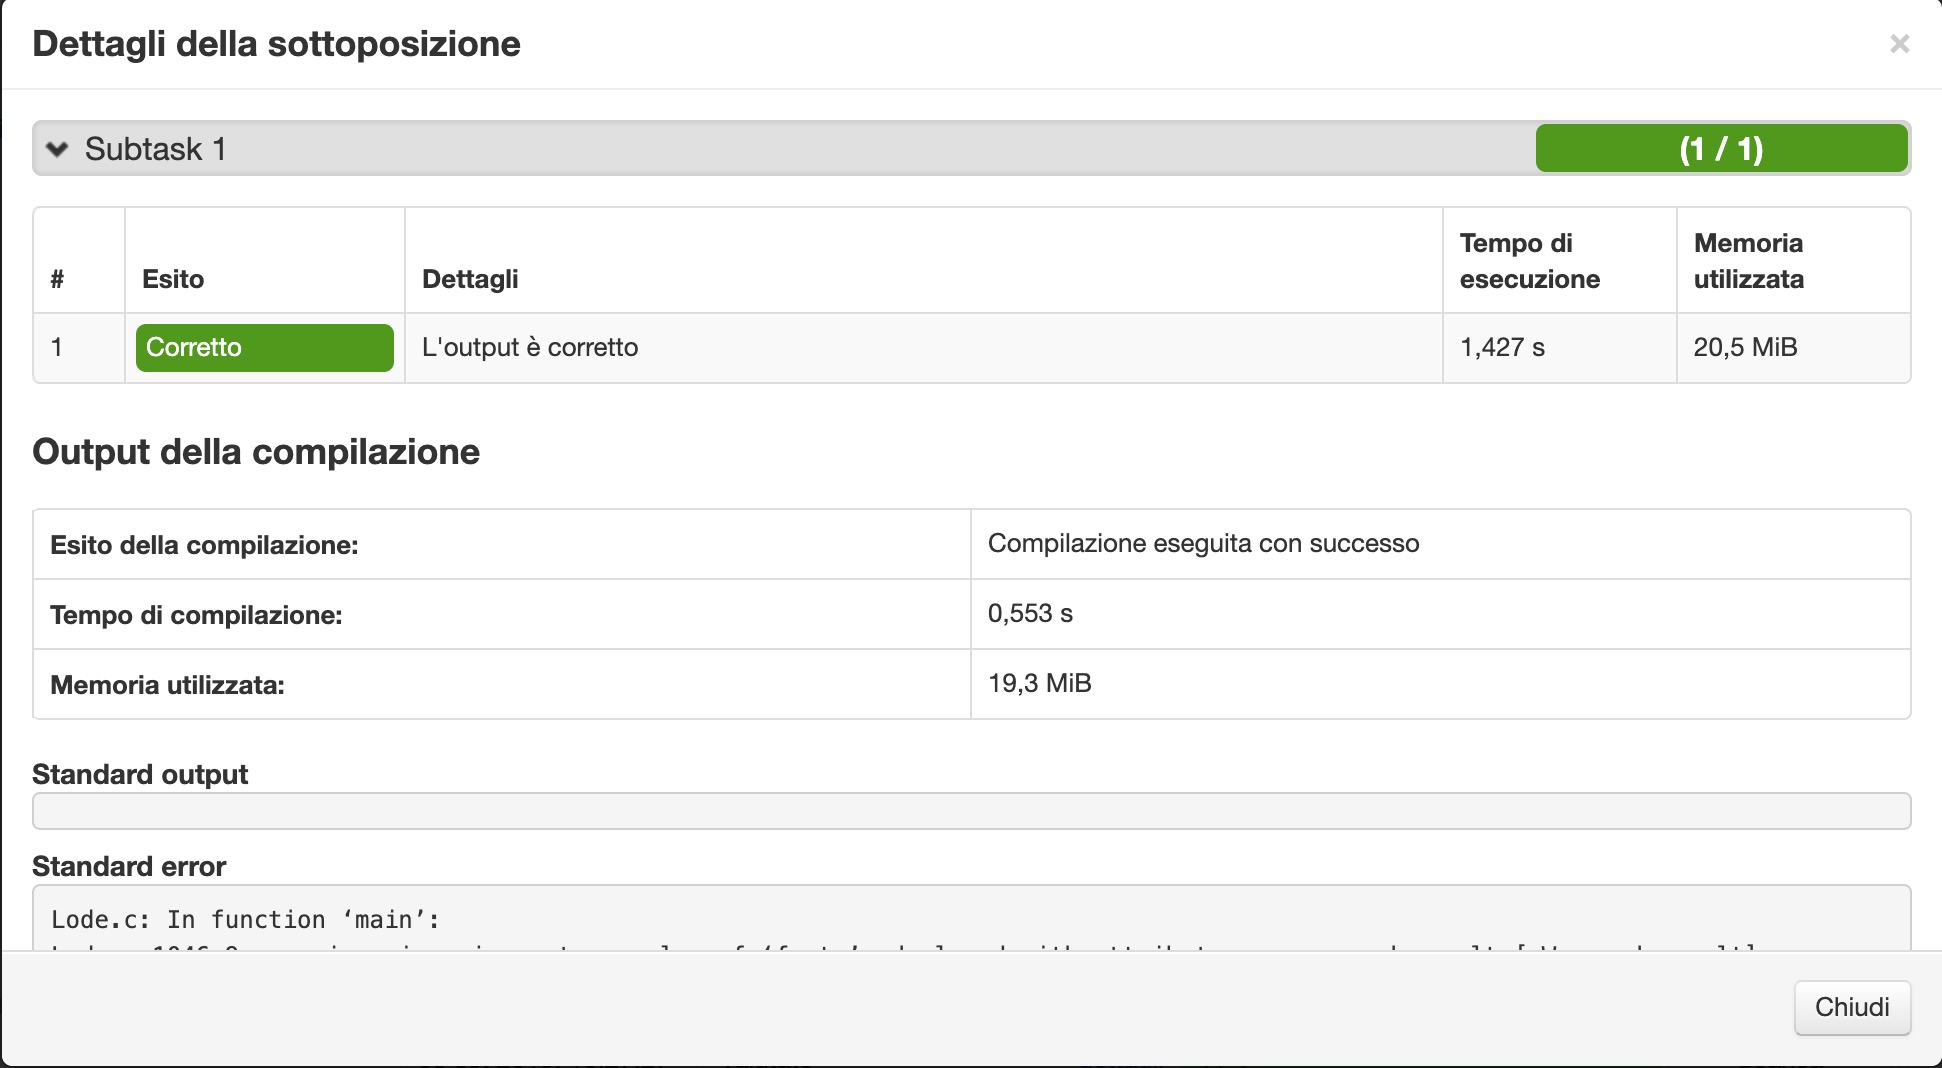 Dettagli della sottoposizione
×
Subtask 1
(1 / 1)
# Esito Dettagli Tempo di esecuzione Memoria utilizzata
1 Corretto L'output è corretto 1,427 s 20,5 MiB
Output della compilazione
Esito della compilazione: Compilazione eseguita con successo
Tempo di compilazione: 0,553 s
Memoria utilizzata: 19,3 MiB
Standard output
Standard error
Lode.c: In function ‘main’:
Chiudi